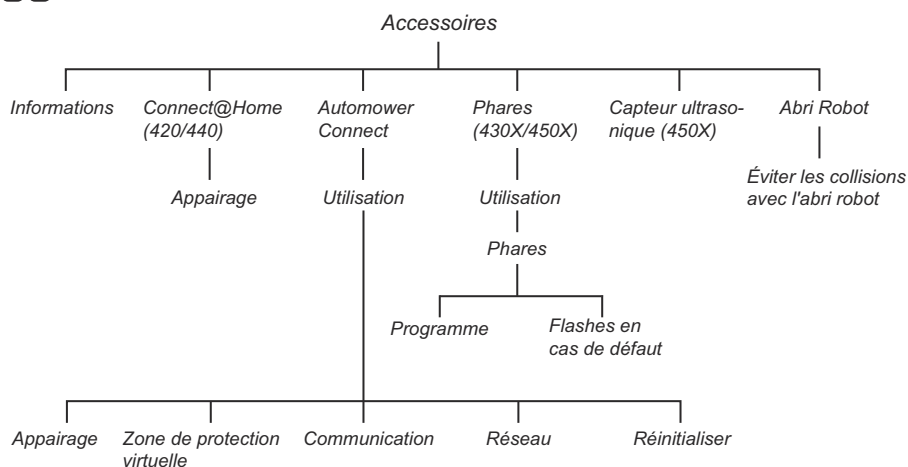 Accessoires
Informations
Connect@Home
(420/440)
Automower
Connect
Phares
(430X/450X)
Capteur ultraso-
nique (450X)
Abri Robot
Appairage
Utilisation
Utilisation
Éviter les collisions
avec l'abri robot
Phares
Programme
Flashes en
cas de défaut
Appairage
Zone de protection
virtuelle
Communication
Réseau
Réinitialiser